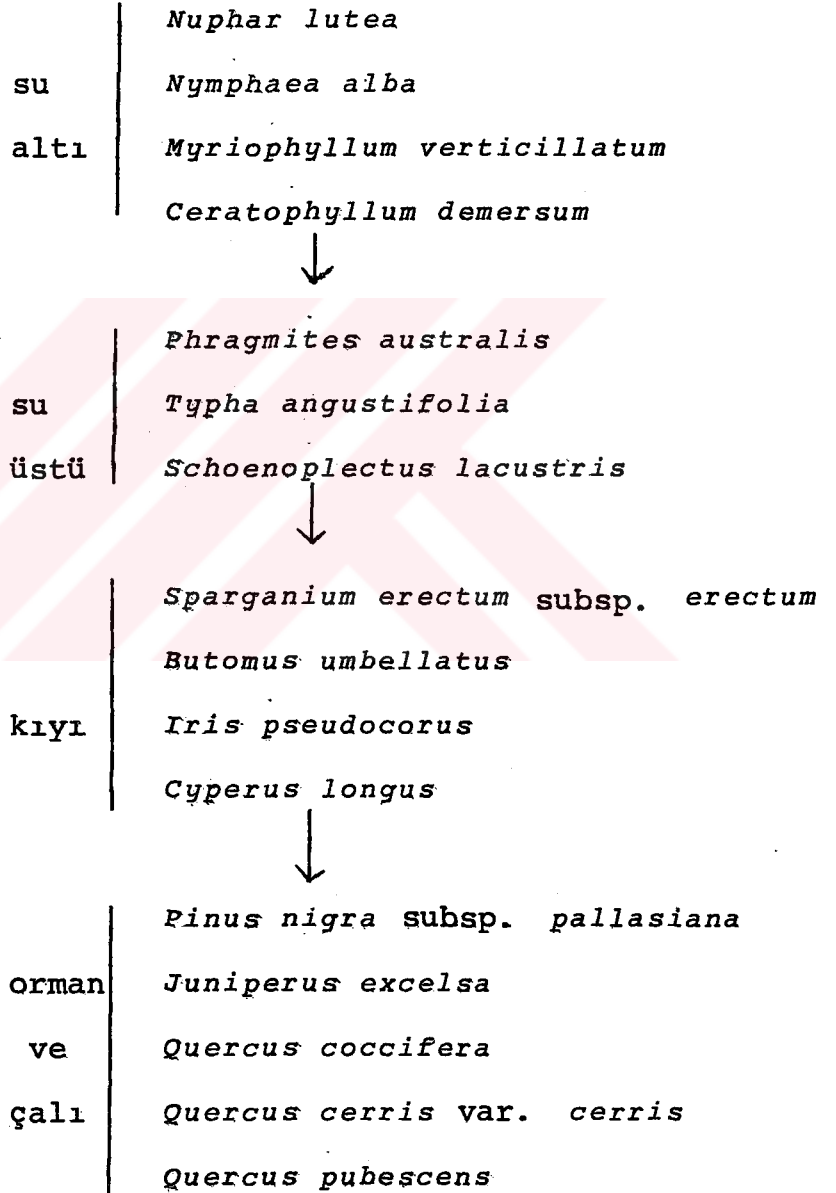 Nuphar lutea
su Nymphaea alba
altı Myriophyllum verticillatum
Ceratophyllum demersum
Phragmites australis
su Typha angustifolia
üstü Schoenoplectus lacustris
Sparganium erectum subsp. erectum
Butomus umbellatus
kıyı Iris pseudocorus
Cyperus longus
Pinus nigra subsp. pallasiana
orman Juniperus excelsa
ve Quercus coccifera
çalı Quercus cerris var. cerris
Quercus pubescens